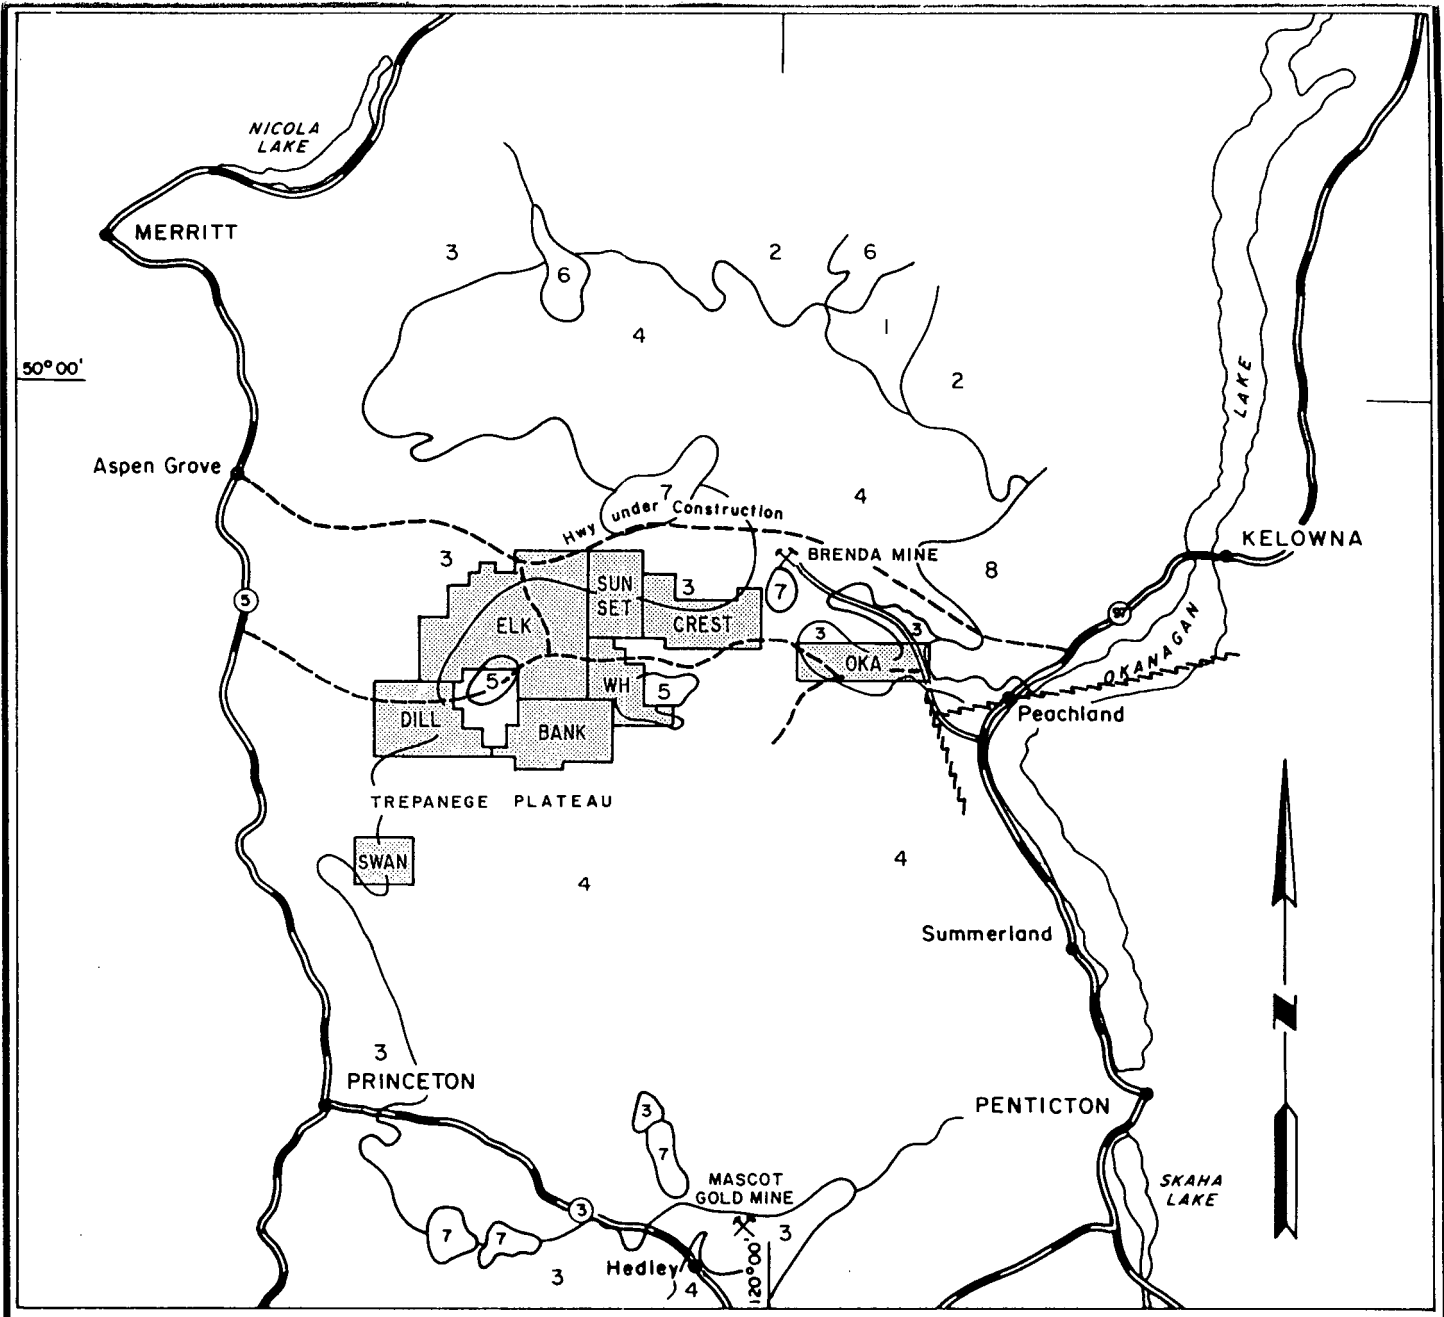 NICOLA
LAKE
MERRITT
3
2
6
6
4
1
50°00'
2
LAKE
Aspen Grove
7
4
Hwy under Construction
KELOWNA
3
BRENDA MINE
8
SUN
SET
3
7
5
97
ELK
CREST
3
3
OKA
OKANAGAN
5
WH
5
DILL
BANK
Peachland
TREPANEGE PLATEAU
SWAN
4
4
Summerland
3
PRINCETON
3
PENTICTON
7
MASCOT
GOLD MINE
SKAHA
LAKE
3
7
7
3
3
Hedley
4
120°00'
N